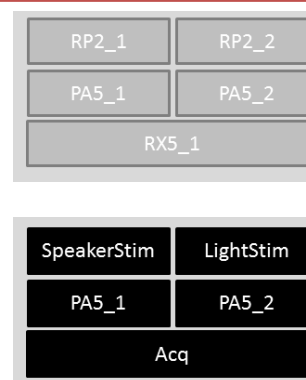 RP2_1 RP2_2
PA5_1 PA5_2
RX5_1
SpeakerStim LightStim
PA5_1 PA5_2
Acq